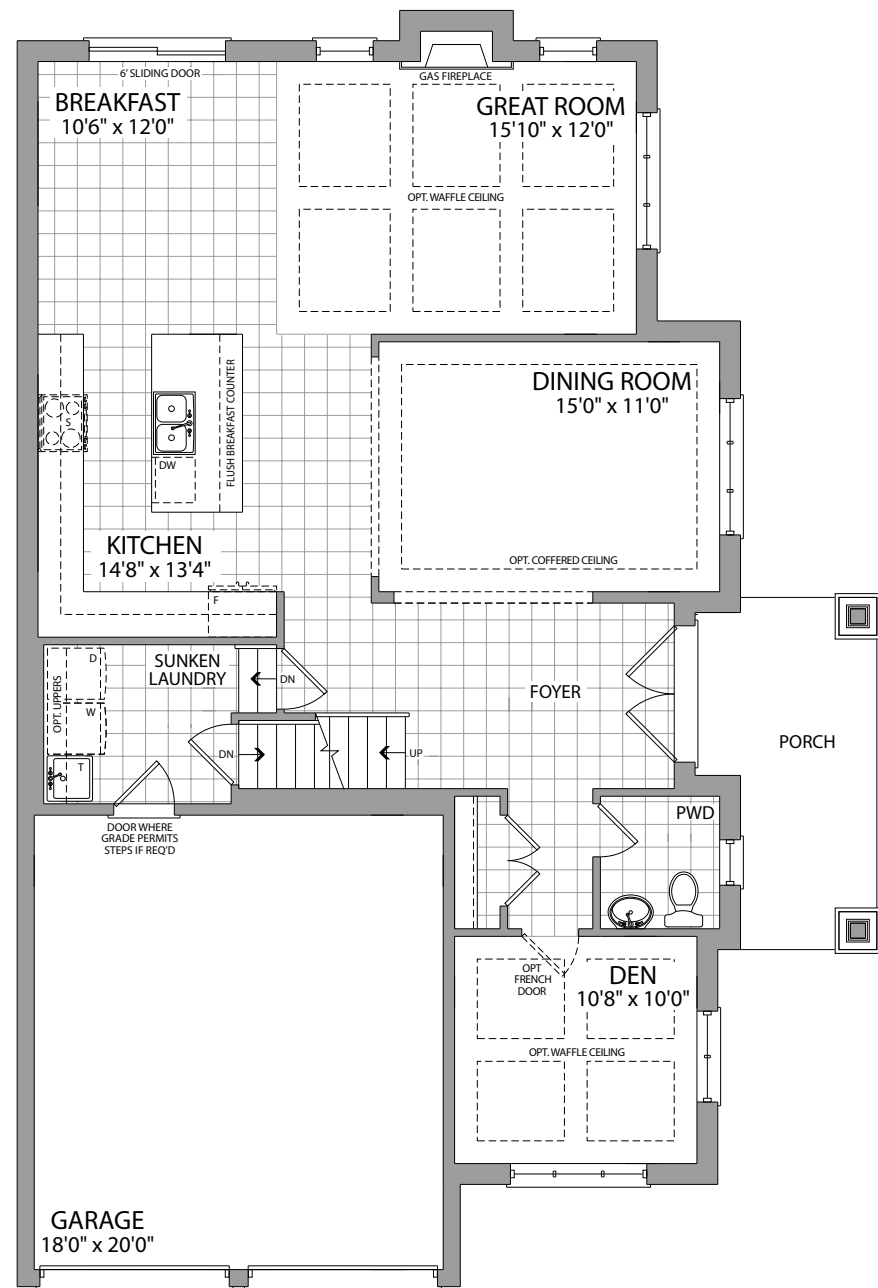 6' SLIDING DOOR
GAS FIREPLACE
BREAKFAST
10'6" x 12'0"
GREAT ROOM
15'10" x 12'0"
OPT. WAFFLE CEILING
DINING ROOM
15'0" x 11'0"
FLUSH BREAKFAST COUNTER
S
DW
KITCHEN
14'8" x 13'4"
OPT. COFFERED CEILING
F
SUNKEN
LAUNDRY
D
OPT. UPPERS
W
T
DN
DN
UP
FOYER
PORCH
DOOR WHERE
GRADE PERMITS
STEPS IF REQ'D
PWD
OPT
FRENCH
DOOR
DEN
10'8" x 10'0"
OPT. WAFFLE CEILING
GARAGE
18'0" x 20'0"